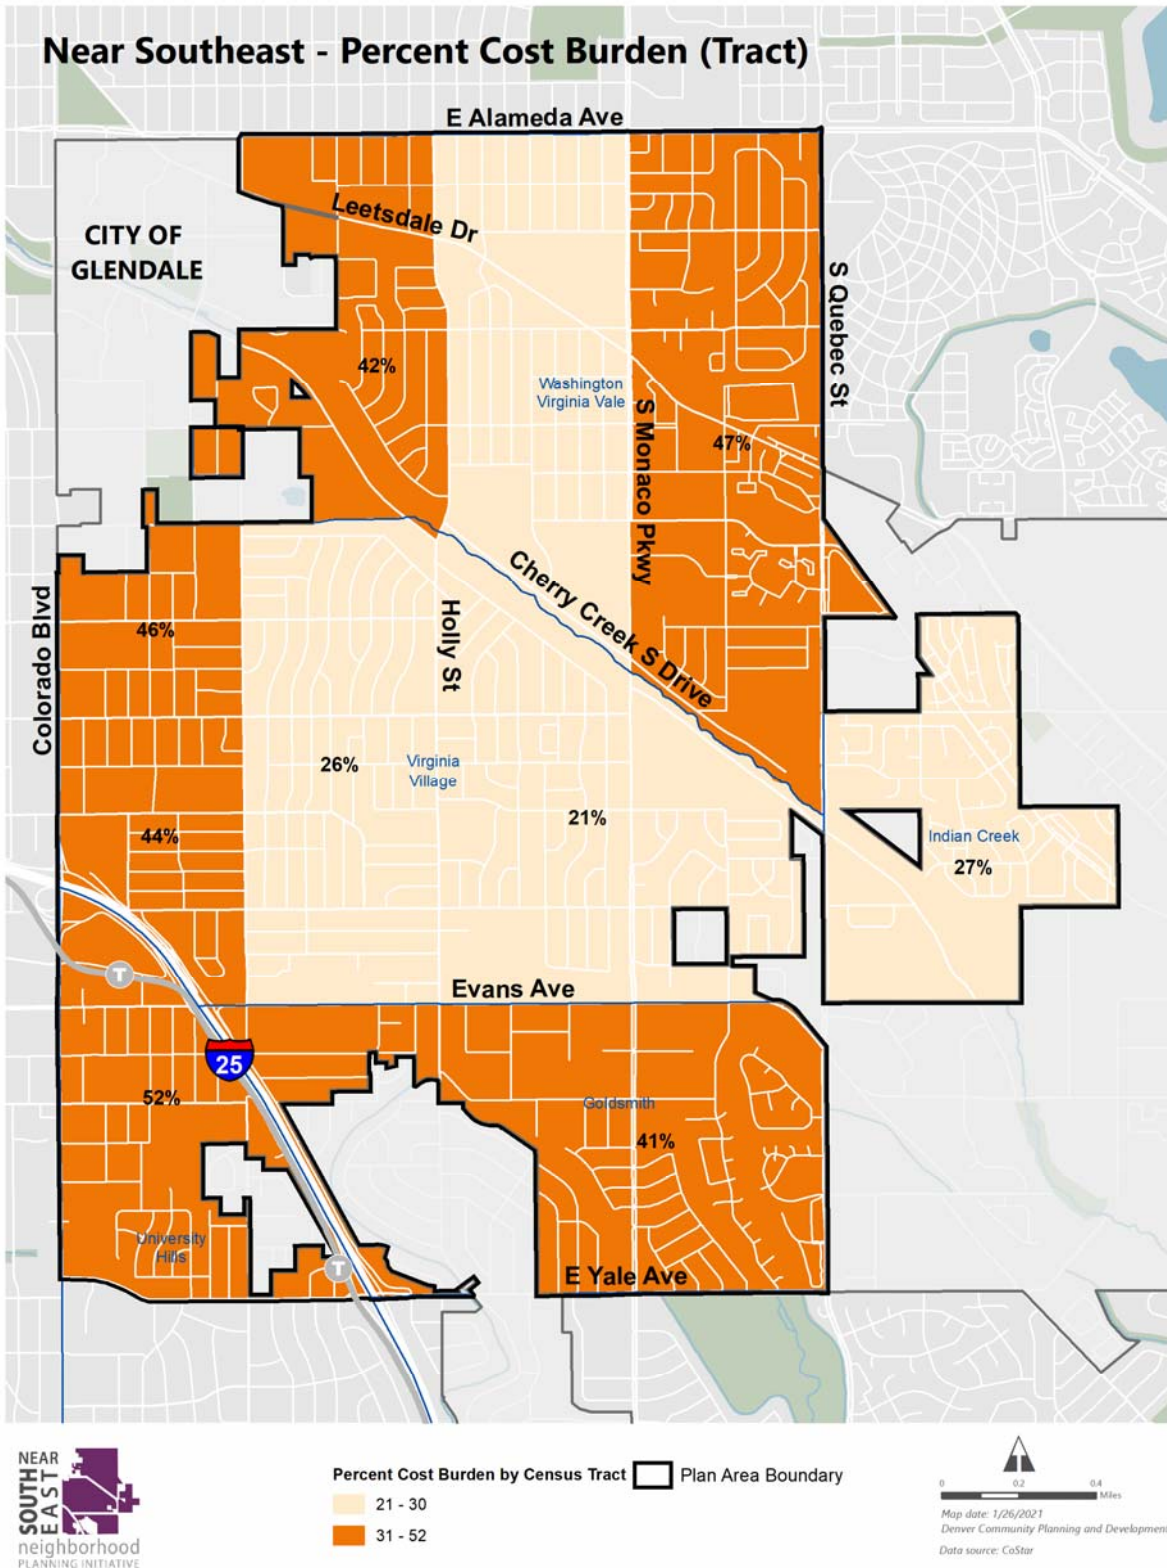 Near Southeast - Percent Cost Burden (Tract)
E Alameda Ave
CITY OF
GLENDALE
Leetsdale Dr
S Quebec St
42%
Washington
Virginia Vale
S Monaco Pkwy
47%
Cherry Creek S Drive
Colorado Blvd
46%
Holly St
26%
Virginia
Village
21%
44%
Indian Creek
27%
T
Evans Ave
25
52%
Goldsmith
41%
University
Hills
T
E Yale Ave
NEAR
SOUTH
EAST
neighborhood
PLANNING INITIATIVE
Percent Cost Burden by Census Tract
21 - 30
31 - 52
Plan Area Boundary
0 0.2 0.4
Miles
Map date: 1/26/2021
Denver Community Planning and Development
Data source: CoStar